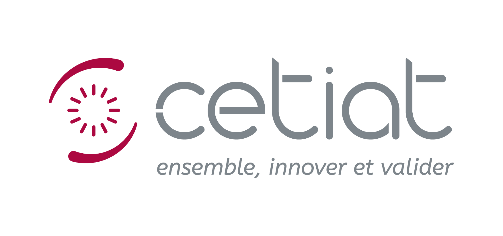 cetiat
ensemble, innover et valider